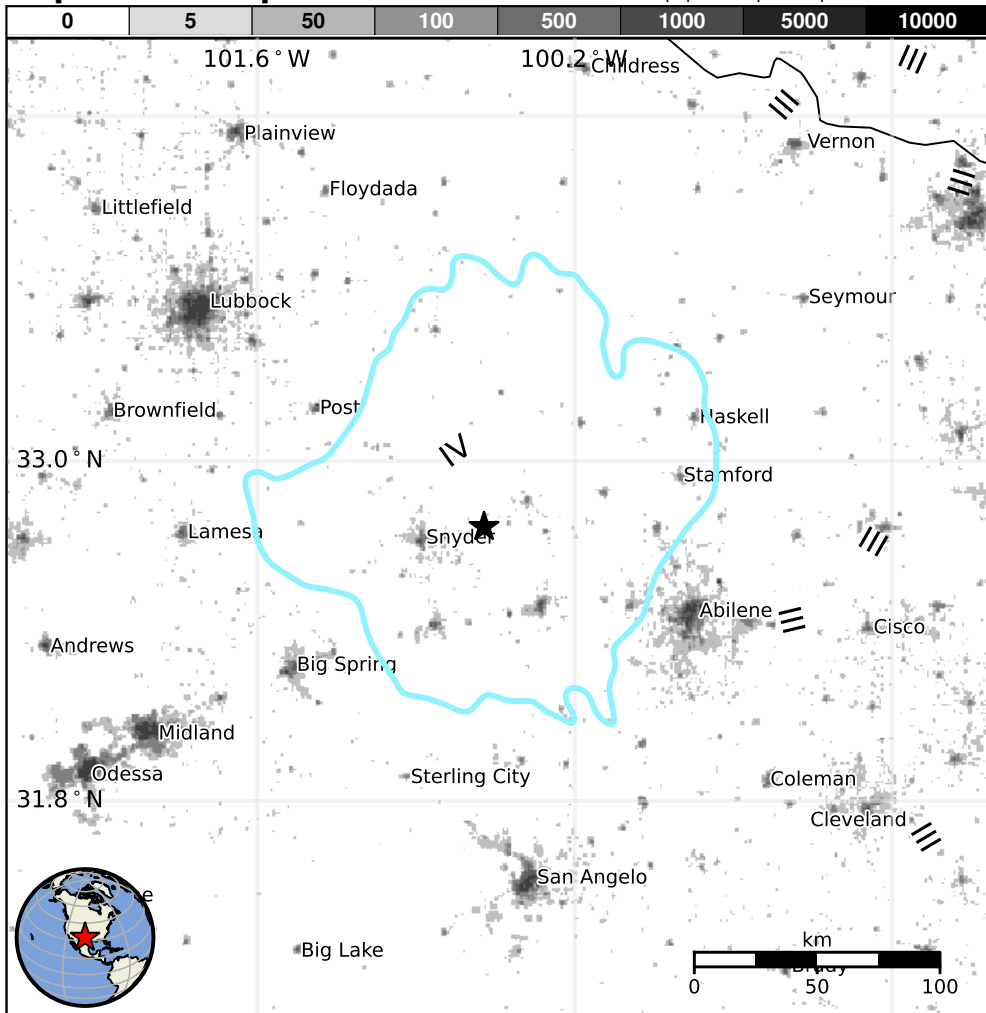 0 5 50 100 500 1000 5000 10000
101.6°W 100.2°W
Childress
Plainview
Vernon
Floydada
Littlefield
Seymour
Lubbock
Post
Brownfield
Haskell
IV
33.0°N
Stamford
Lamesa
Snyder
III
III
III
III
Abilene
III
Cisco
Andrews
Big Spring
Midland
Odessa
Sterling City
Coleman
31.8°N
Cleveland
III
San Angelo
e
Big Lake
km
Brady
0 50 100